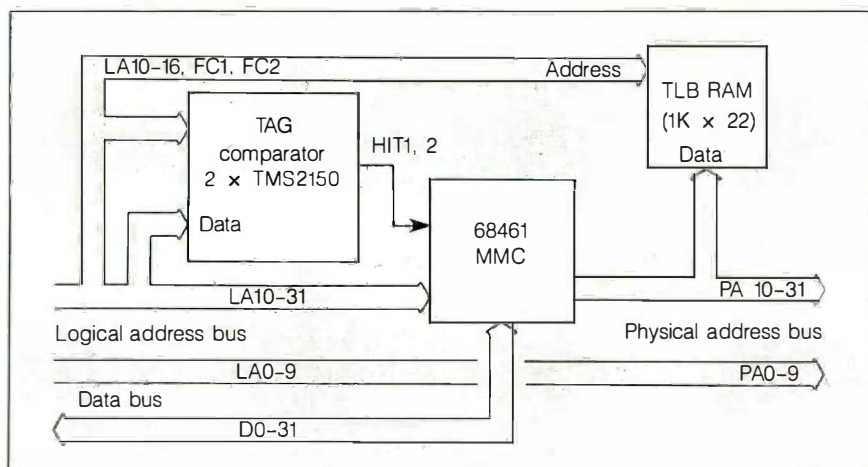 LA10-16, FC1, FC2
Address
TLB RAM
(1K x 22)
Data
TAG
comparator
2 x TMS2150
Data
HIT1, 2
68461
MMC
LA10-31
PA 10-31
Logical address bus
Physical address bus
LA0-9
PA0-9
Data bus
D0-31